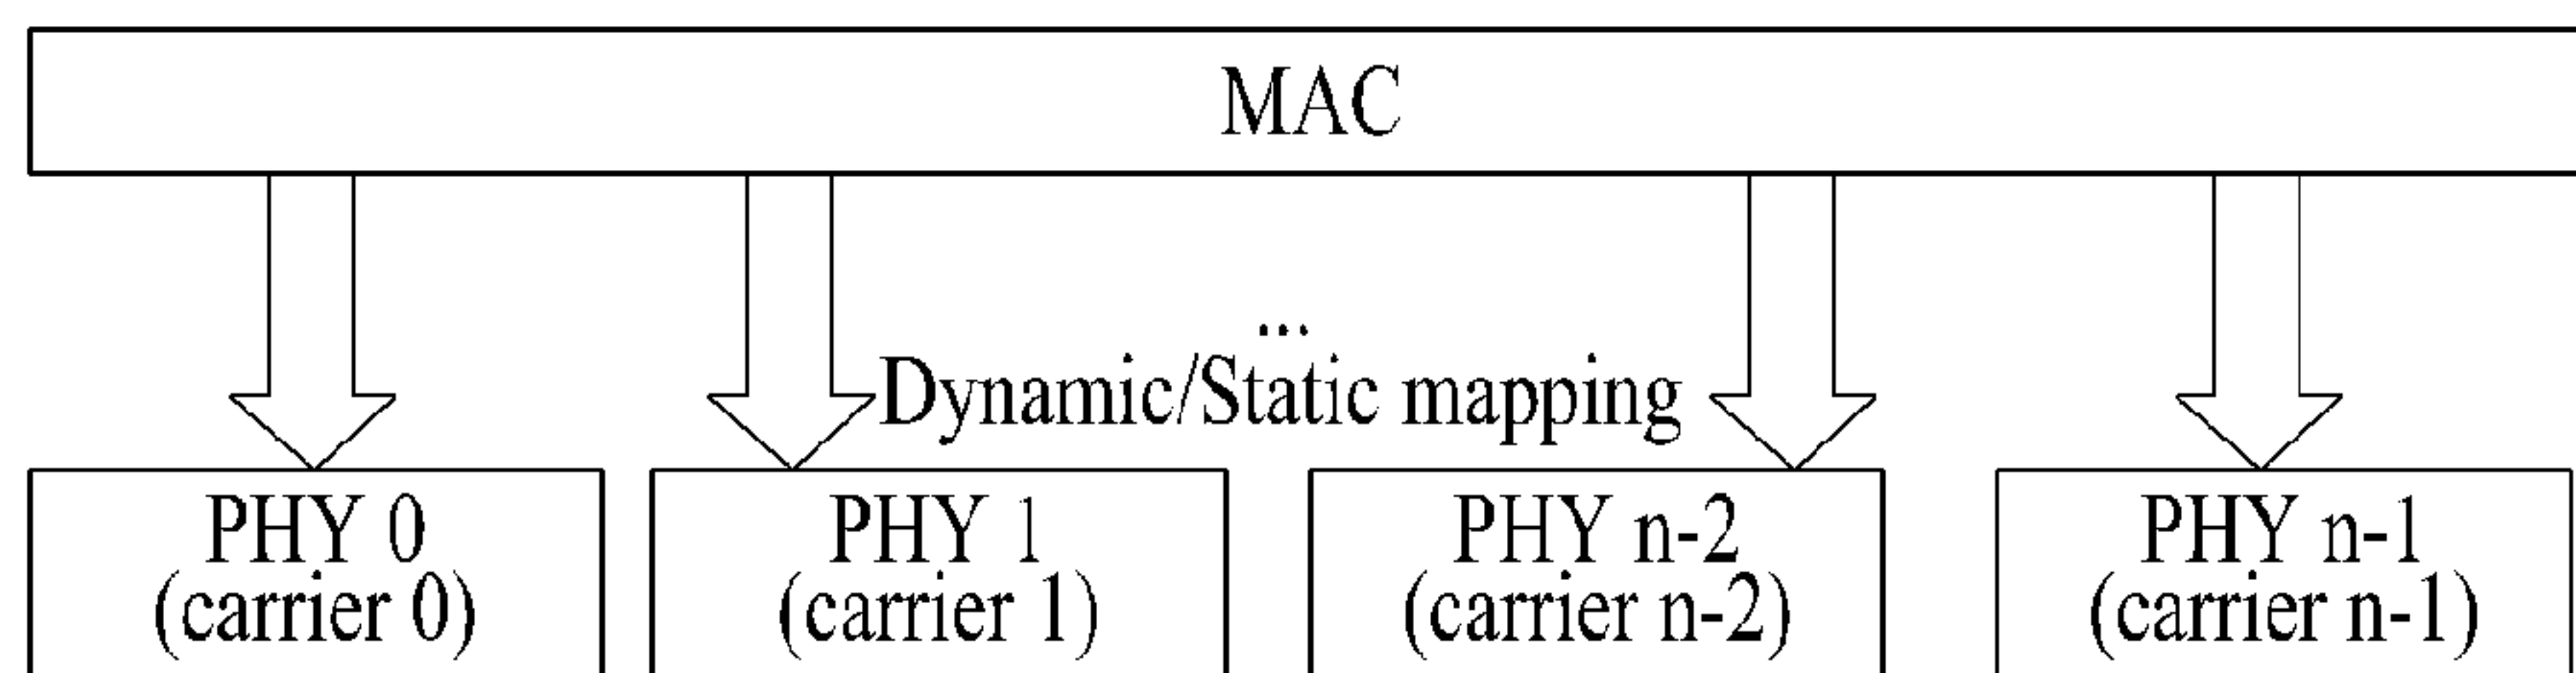 MAC
...
Dynamic/Static mapping
PHY 0
(carrier 0)
PHY 1
(carrier 1)
PHY n-2
(carrier n-2)
PHY n-1
(carrier n-1)